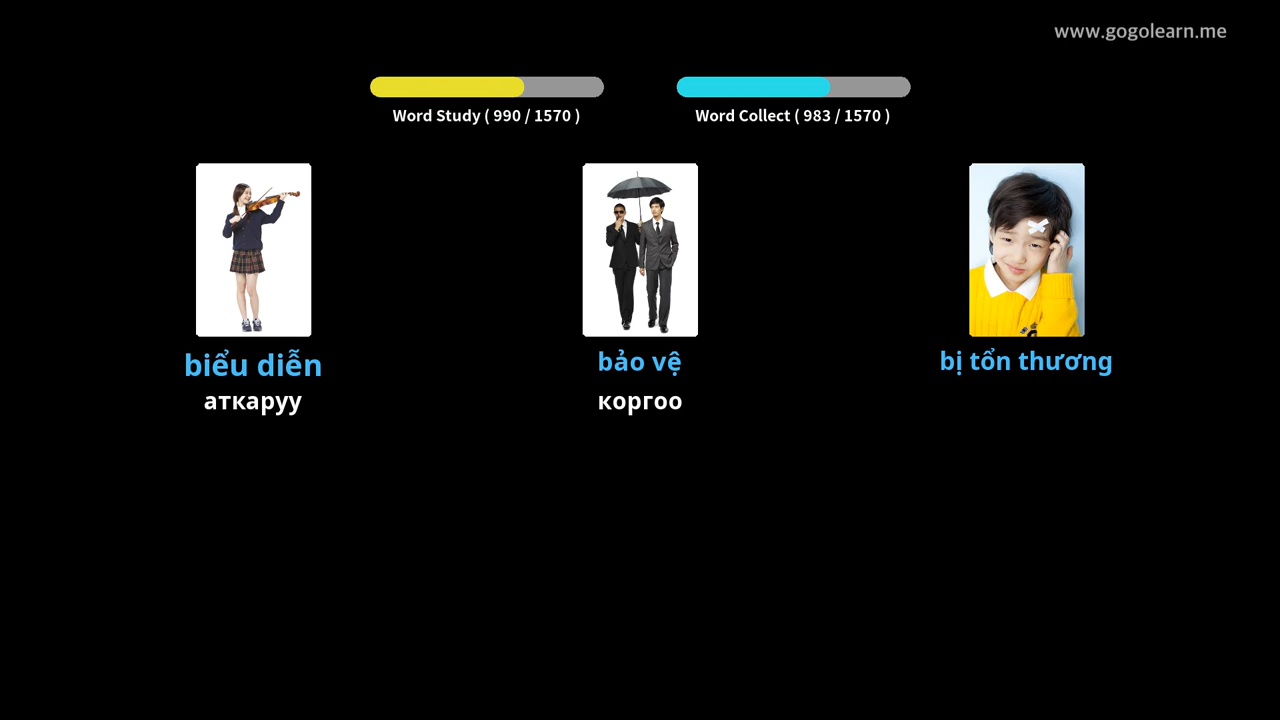 www.gogolearn.me
Word Study ( 990 / 1570 )
Word Collect ( 983 / 1570 )
biểu diễn
аткаруу
bảo vệ
коргоо
bị tổn thương